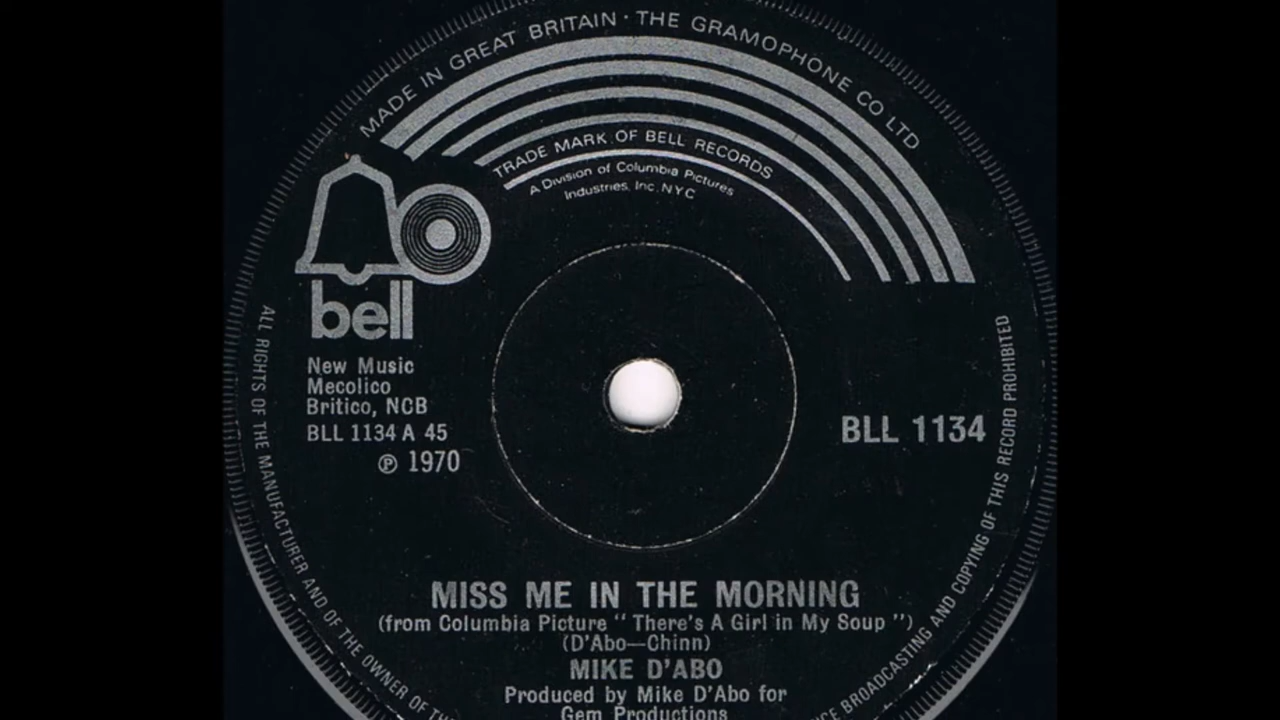 MADE IN GREAT BRITAIN · THE GRAMOPHONE CO LTD
TRADE MARK OF BELL RECORDS
A Division of Columbia Pictures
Industries, Inc. N.Y.C
bell
New Music
Mecolico
Britico, NCB
BLL 1134 A 45
℗ 1970
BLL 1134
MISS ME IN THE MORNING
(from Columbia Picture “ There's A Girl in My Soup ”)
(D'Abo—Chinn)
MIKE D'ABO
Produced by Mike D'Abo for
Gem Productions
ALL RIGHTS OF THE MANUFACTURER AND OF THE OWNER OF
BROADCASTING AND COPYING OF THIS RECORD PROHIBITED